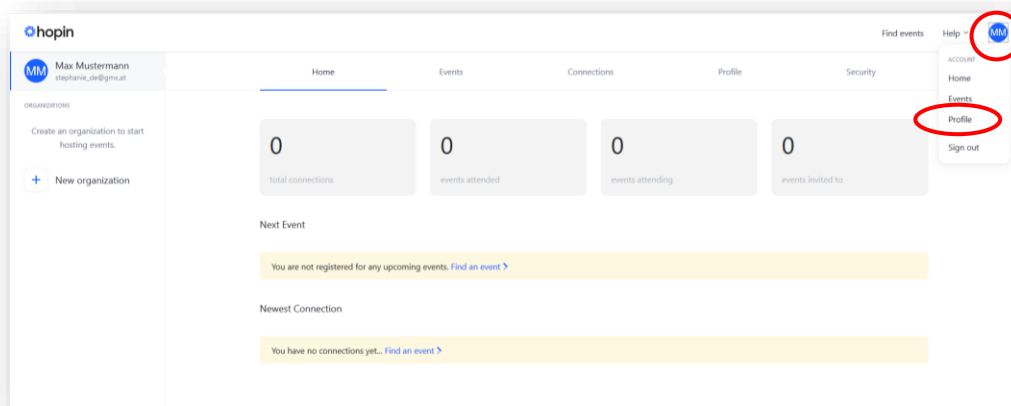 hopin
Find events
Help
MM
MM
Max Mustermann
stephanie_de@gmx.at
ORGANIZATIONS
Create an organization to start
hosting events.
+ New organization
Home
Events
Connections
Profile
Security
ACCOUNT
Home
Events
Profile
Sign out
0
total connections
0
events attended
0
events attending
0
events invited to
Next Event
You are not registered for any upcoming events. Find an event >
Newest Connection
You have no connections yet... Find an event >